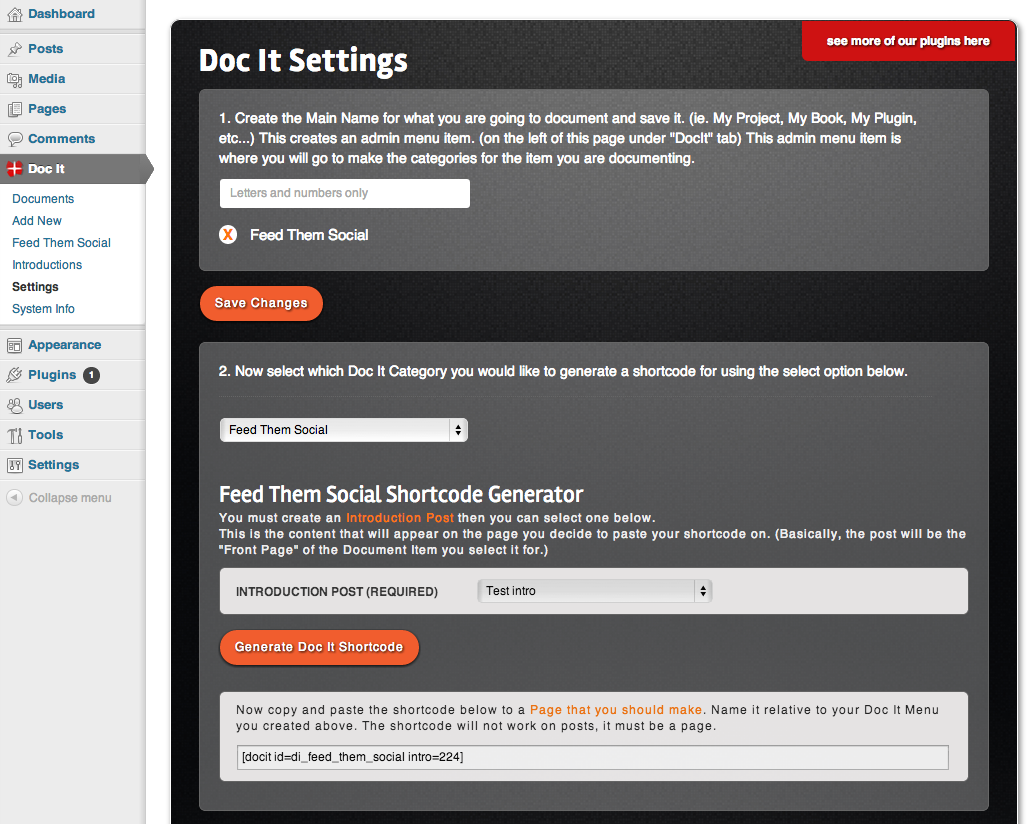 Dashboard
Posts
Media
Pages
Comments
Doc It
Documents
Add New
Feed Them Social
Introductions
Settings
System Info
Appearance
Plugins 1
Users
Tools
Settings
Collapse menu
see more of our plugins here
Doc It Settings
1. Create the Main Name for what you are going to document and save it. (ie. My Project, My Book, My Plugin,
etc...) This creates an admin menu item. (on the left of this page under "DocIt" tab) This admin menu item is
where you will go to make the categories for the item you are documenting.
Letters and numbers only
X Feed Them Social
Save Changes
2. Now select which Doc It Category you would like to generate a shortcode for using the select option below.
Feed Them Social
Feed Them Social Shortcode Generator
You must create an Introduction Post then you can select one below.
This is the content that will appear on the page you decide to paste your shortcode on. (Basically, the post will be the
"Front Page" of the Document Item you select it for.)
INTRODUCTION POST (REQUIRED) Test intro
Generate Doc It Shortcode
Now copy and paste the shortcode below to a Page that you should make. Name it relative to your Doc It Menu
you created above. The shortcode will not work on posts, it must be a page.
[docit id=di_feed_them_social intro=224]